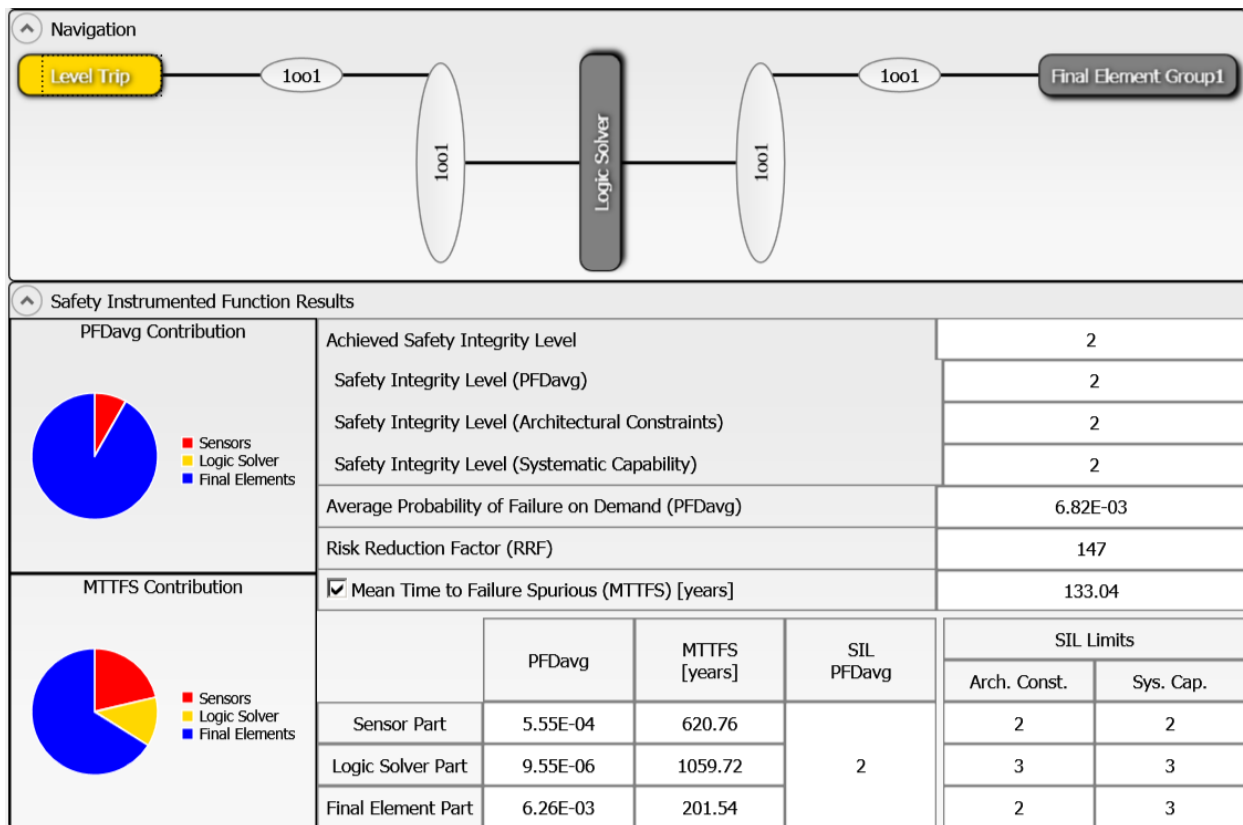 Navigation
Level Trip
1oo1
1oo1
Logic Solver
1oo1
1oo1
Final Element Group1
Safety Instrumented Function Results
PFDavg Contribution
Sensors
Logic Solver
Final Elements
Achieved Safety Integrity Level 2
Safety Integrity Level (PFDavg) 2
Safety Integrity Level (Architectural Constraints) 2
Safety Integrity Level (Systematic Capability) 2
Average Probability of Failure on Demand (PFDavg) 6.82E-03
Risk Reduction Factor (RRF) 147
MTTFS Contribution
Sensors
Logic Solver
Final Elements
Mean Time to Failure Spurious (MTTFS) [years] 133.04
PFDavg MTTFS [years] SIL PFDavg SIL Limits
Arch. Const. Sys. Cap.
Sensor Part 5.55E-04 620.76 2 2
Logic Solver Part 9.55E-06 1059.72 2 3 3
Final Element Part 6.26E-03 201.54 2 3